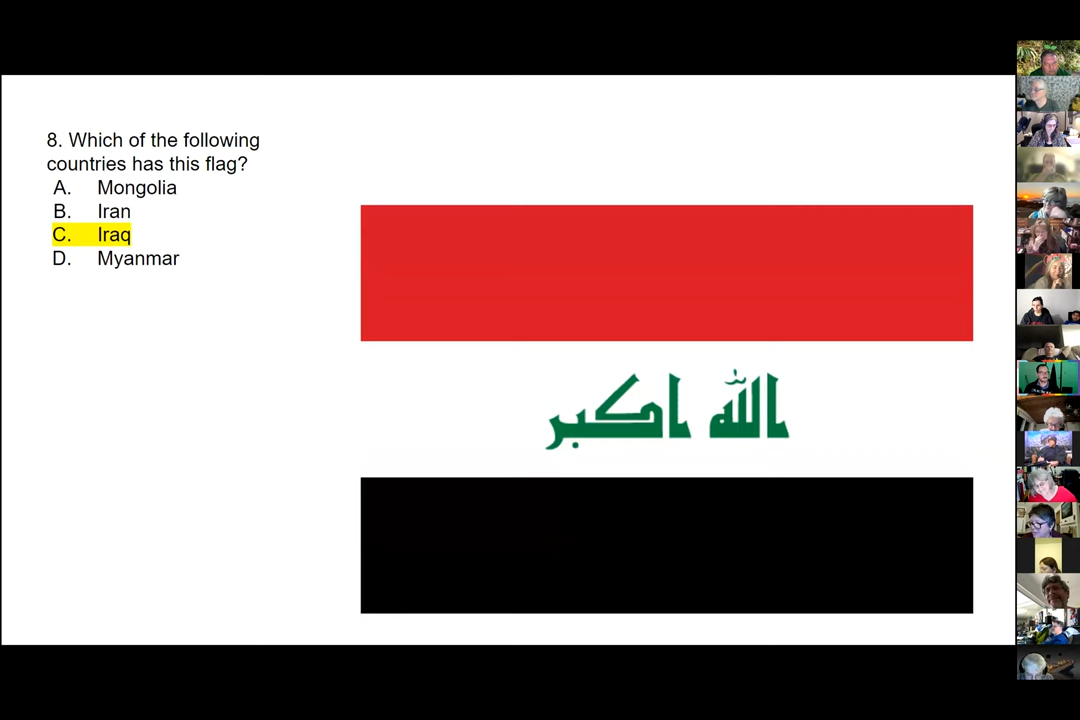 8. Which of the following
countries has this flag?
A. Mongolia
B. Iran
C. Iraq
D. Myanmar
الله اكبر